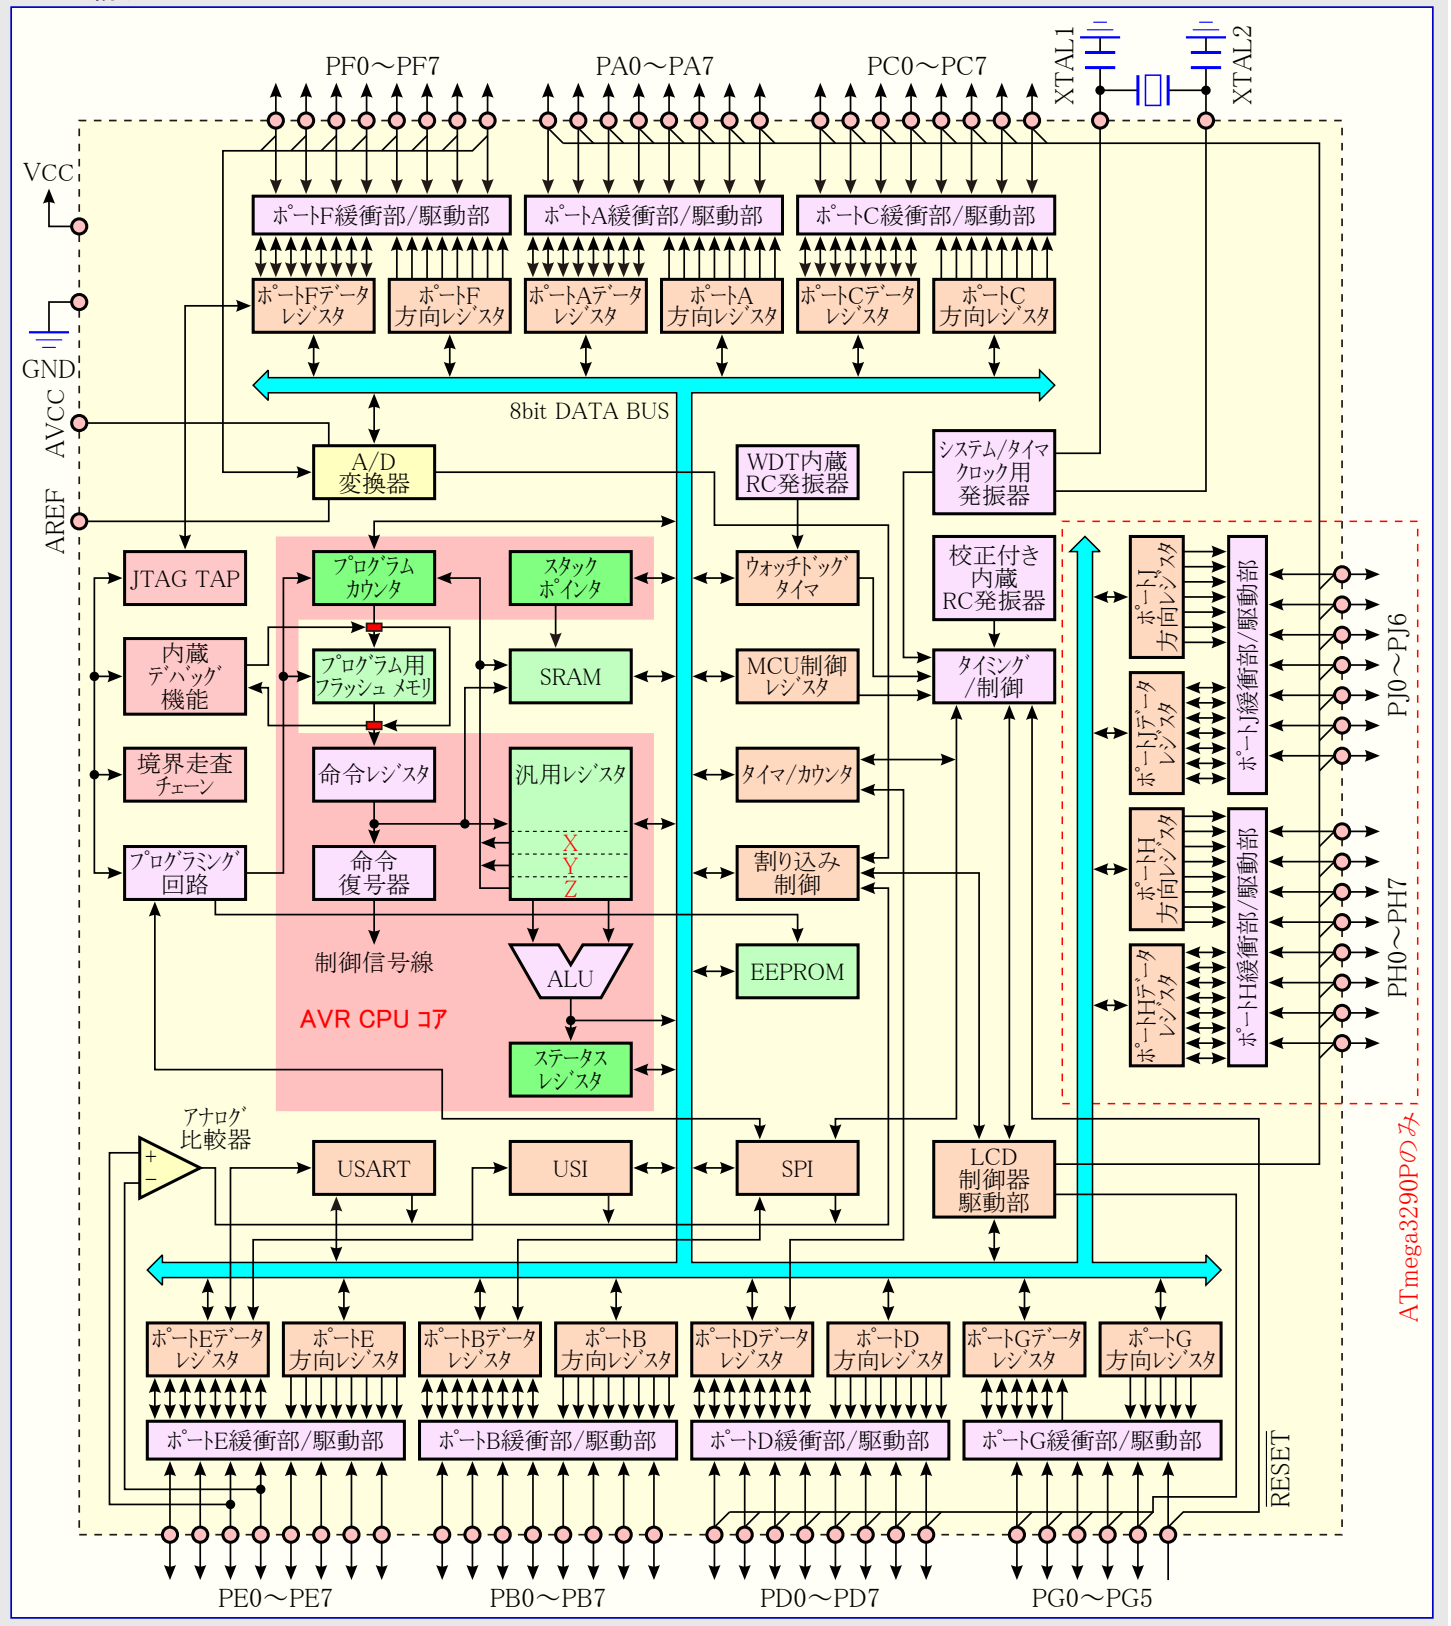 PF0～PF7
PA0～PA7
PC0～PC7
XTAL1
XTAL2
VCC
GND
AVCC
AREF
ポートF緩衝部/駆動部
ポートA緩衝部/駆動部
ポートC緩衝部/駆動部
ポートFデータ
レジスタ
ポートF
方向レジスタ
ポートAデータ
レジスタ
ポートA
方向レジスタ
ポートCデータ
レジスタ
ポートC
方向レジスタ
8bit DATA BUS
A/D
変換器
WDT内蔵
RC発振器
システム/タイマ
クロック用
発振器
JTAG TAP
プログラム
カウンタ
スタック
ポインタ
ウォッチドッグ
タイマ
校正付き
内蔵
RC発振器
内蔵
デバッグ
機能
プログラム用
フラッシュ メモリ
SRAM
MCU制御
レジスタ
タイミング
/制御
境界走査
チェーン
命令レジスタ
汎用レジスタ
X
Y
Z
タイマ/カウンタ
プログラミング
回路
命令
復号器
割り込み
制御
制御信号線
ALU
EEPROM
AVR CPU コア
ステータス
レジスタ
ポートJ
方向レジスタ
ポートJデータ
レジスタ
ポートJ緩衝部/駆動部
PJ0～PJ6
ポートH
方向レジスタ
ポートHデータ
レジスタ
ポートH緩衝部/駆動部
PH0～PH7
ATmega3290Pのみ
アナログ
比較器
+
−
USART
USI
SPI
LCD
制御器
駆動部
ポートEデータ
レジスタ
ポートE
方向レジスタ
ポートBデータ
レジスタ
ポートB
方向レジスタ
ポートDデータ
レジスタ
ポートD
方向レジスタ
ポートGデータ
レジスタ
ポートG
方向レジスタ
ポートE緩衝部/駆動部
ポートB緩衝部/駆動部
ポートD緩衝部/駆動部
ポートG緩衝部/駆動部
RESET
PE0～PE7
PB0～PB7
PD0～PD7
PG0～PG5